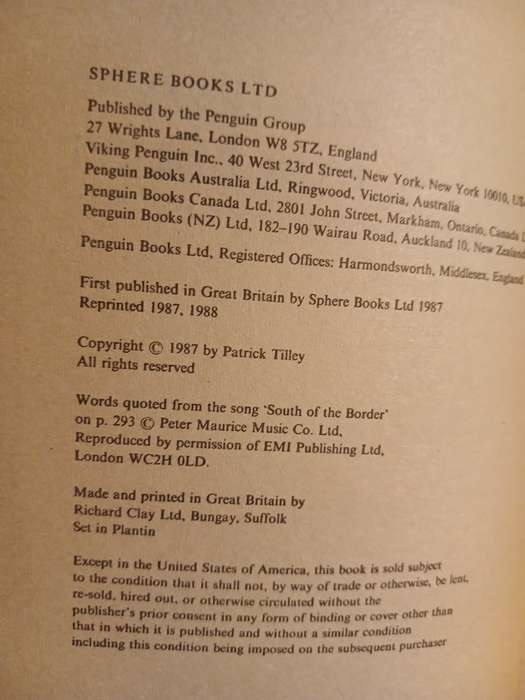 SPHERE BOOKS LTD
Published by the Penguin Group
27 Wrights Lane, London W8 5TZ, England
Viking Penguin Inc., 40 West 23rd Street, New York, New York 10010, USA
Penguin Books Australia Ltd, Ringwood, Victoria, Australia
Penguin Books Canada Ltd, 2801 John Street, Markham, Ontario, Canada
Penguin Books (NZ) Ltd, 182–190 Wairau Road, Auckland 10, New Zealand
Penguin Books Ltd, Registered Offices: Harmondsworth, Middlesex, England
First published in Great Britain by Sphere Books Ltd 1987
Reprinted 1987, 1988
Copyright © 1987 by Patrick Tilley
All rights reserved
Words quoted from the song ‘South of the Border’
on p. 293 © Peter Maurice Music Co. Ltd,
Reproduced by permission of EMI Publishing Ltd,
London WC2H 0LD.
Made and printed in Great Britain by
Richard Clay Ltd, Bungay, Suffolk
Set in Plantin
Except in the United States of America, this book is sold subject
to the condition that it shall not, by way of trade or otherwise, be lent,
re-sold, hired out, or otherwise circulated without the
publisher's prior consent in any form of binding or cover other than
that in which it is published and without a similar condition
including this condition being imposed on the subsequent purchaser